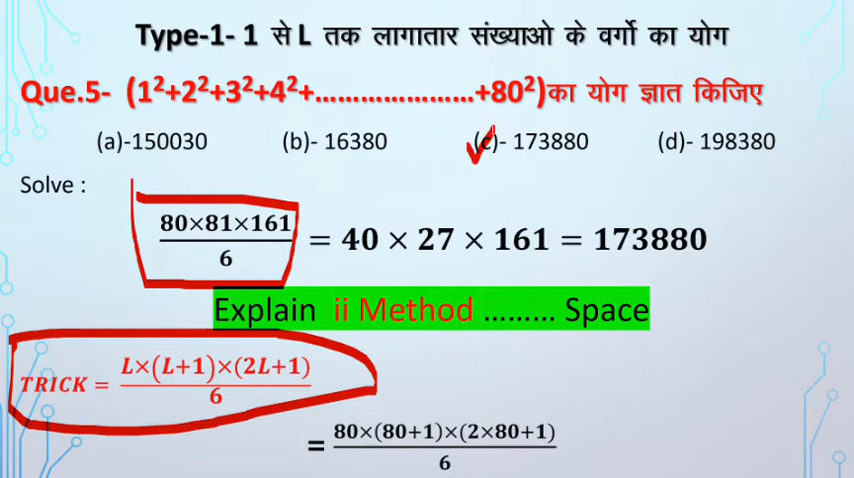 Type-1- 1 से L तक लागातार संख्याओ के वर्गो का योग
Que.5- (1²+2²+3²+4²+…………………+80²)का योग ज्ञात किजिए
(a)-150030 (b)- 16380 (c)- 173880 (d)- 198380
Solve :
80×81×161/6 = 40 × 27 × 161 = 173880
Explain ii Method ……… Space
TRICK = L×(L+1)×(2L+1)/6
= 80×(80+1)×(2×80+1)/6